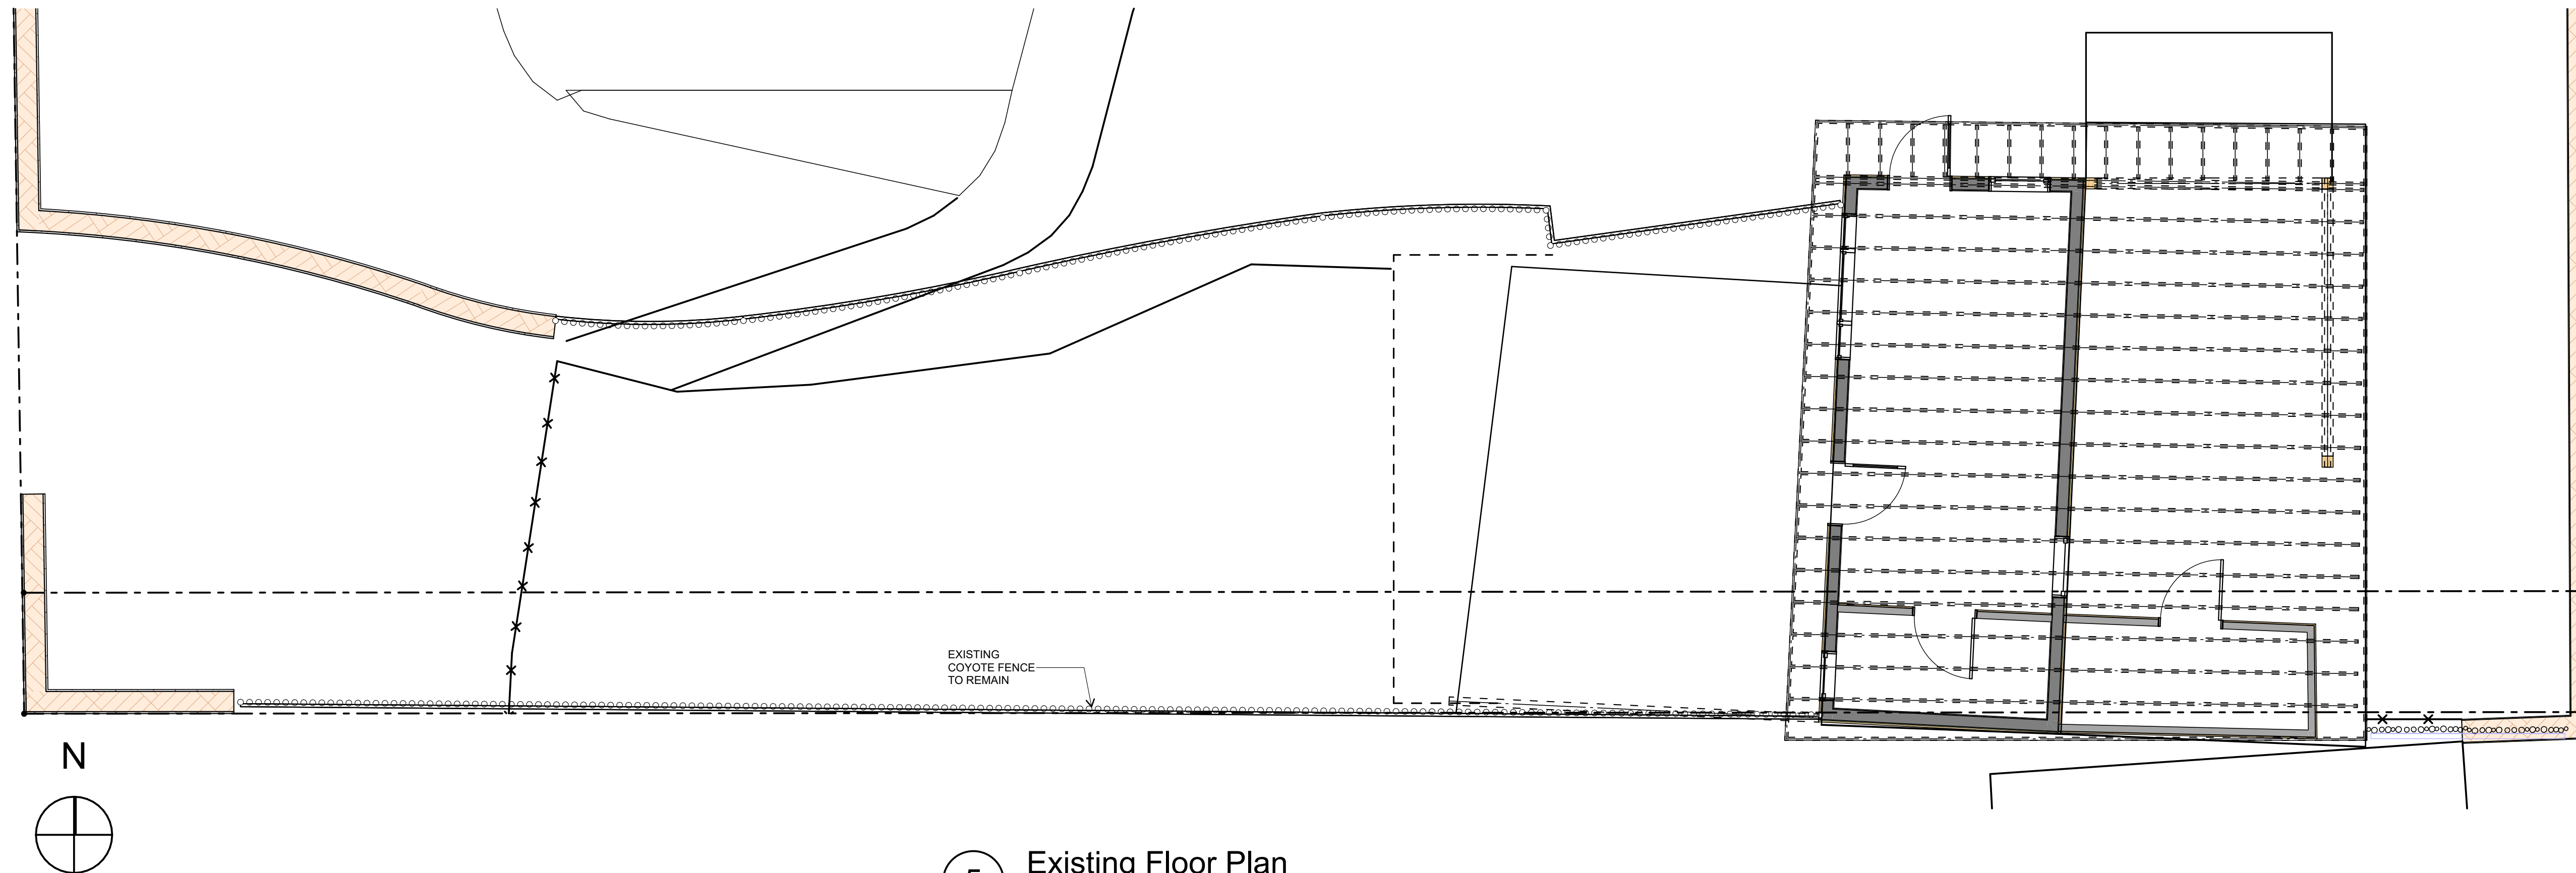 EXISTING
COYOTE FENCE
TO REMAIN
N
Existing Floor Plan